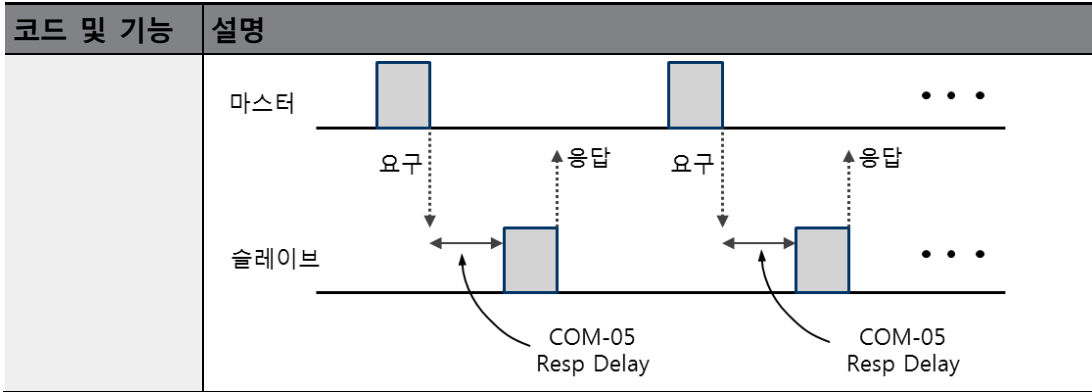 코드 및 기능 설명
마스터
• • •
요구 응답 요구 응답
슬레이브
• • •
COM-05 COM-05
Resp Delay Resp Delay